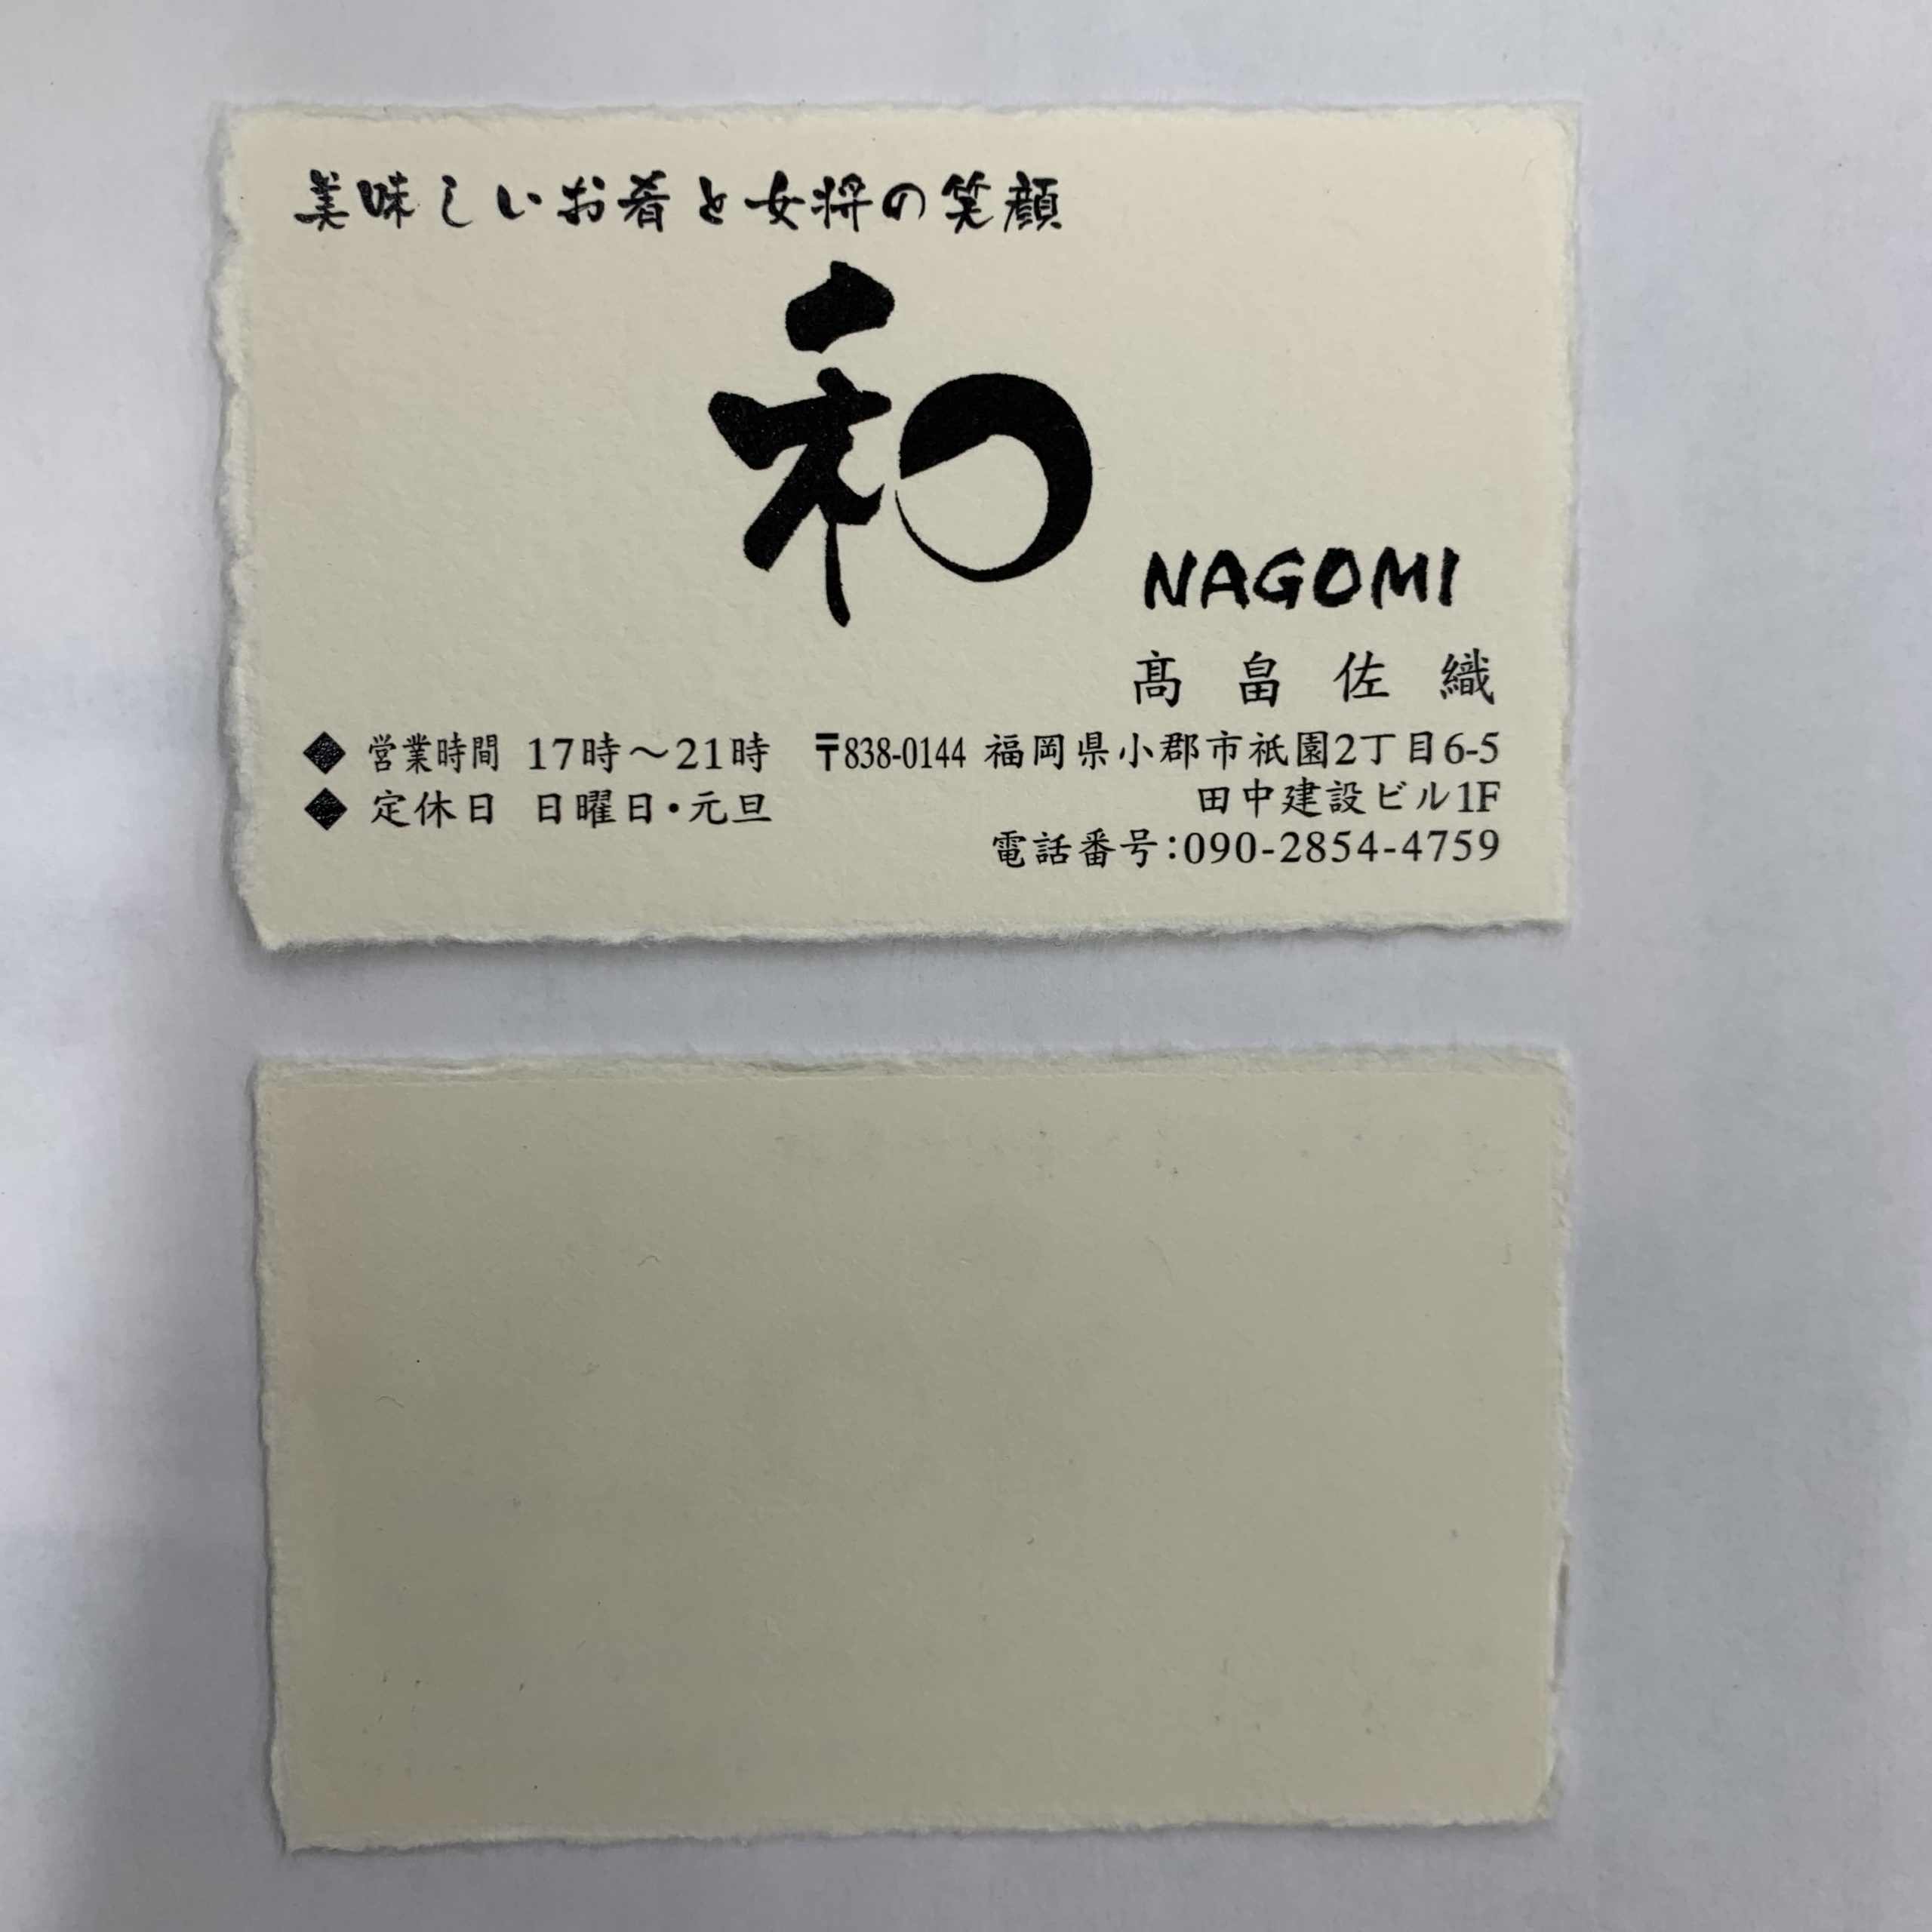 美味しいお肴と女将の笑顔
和
NAGOMI
髙畠佐織
◆ 営業時間 17時～21時
◆ 定休日 日曜日・元旦
〒838-0144 福岡県小郡市祇園2丁目6-5
田中建設ビル1F
電話番号：090-2854-4759